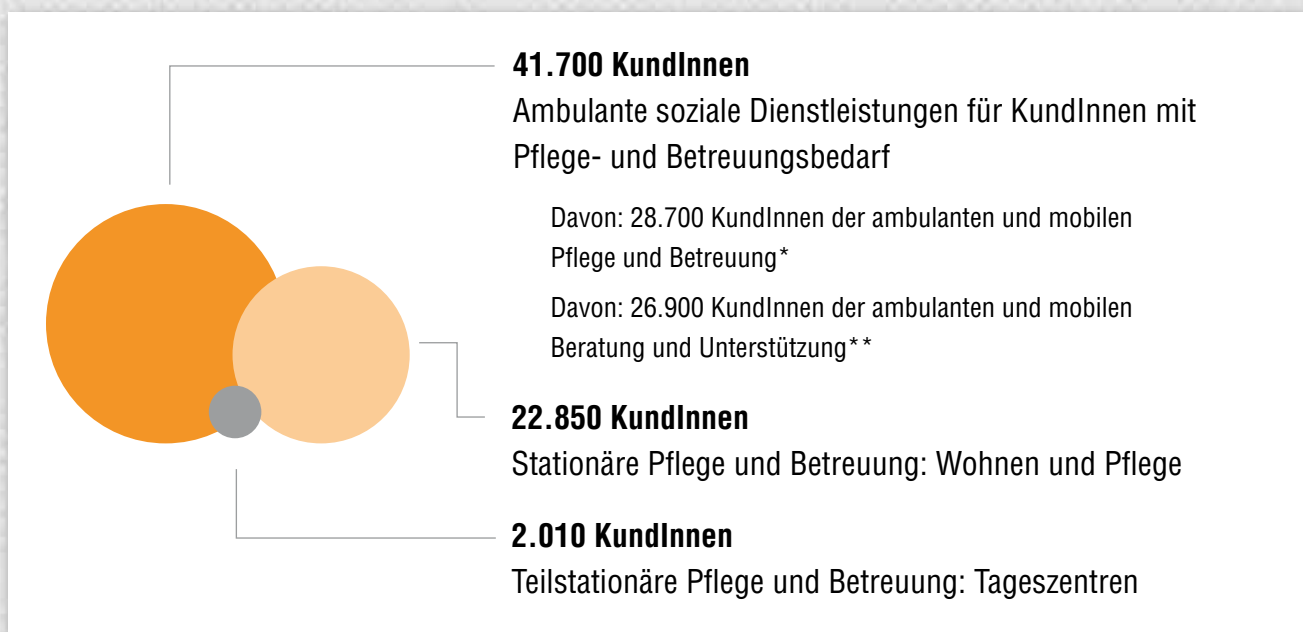 41.700 KundInnen
Ambulante soziale Dienstleistungen für KundInnen mit
Pflege- und Betreuungsbedarf
Davon: 28.700 KundInnen der ambulanten und mobilen
Pflege und Betreuung*
Davon: 26.900 KundInnen der ambulanten und mobilen
Beratung und Unterstützung**
22.850 KundInnen
Stationäre Pflege und Betreuung: Wohnen und Pflege
2.010 KundInnen
Teilstationäre Pflege und Betreuung: Tageszentren